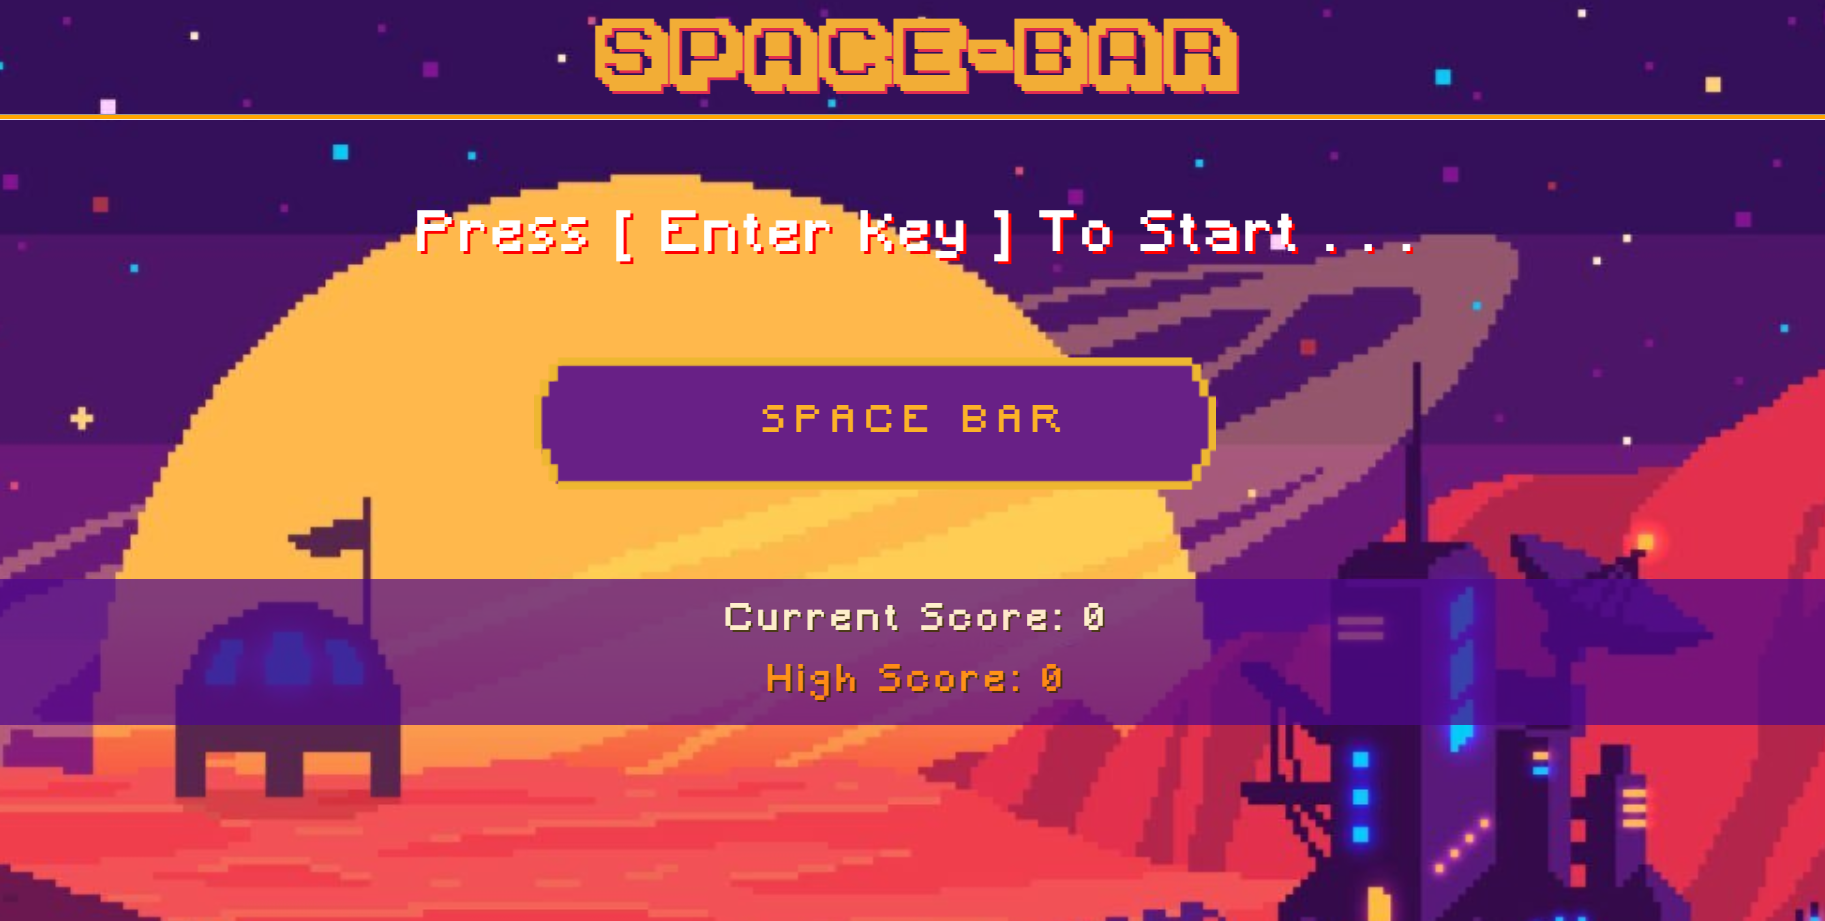 SPACE-BAR
Press [ Enter Key ] To Start . . .
SPACE BAR
Current Score: 0
High Score: 0